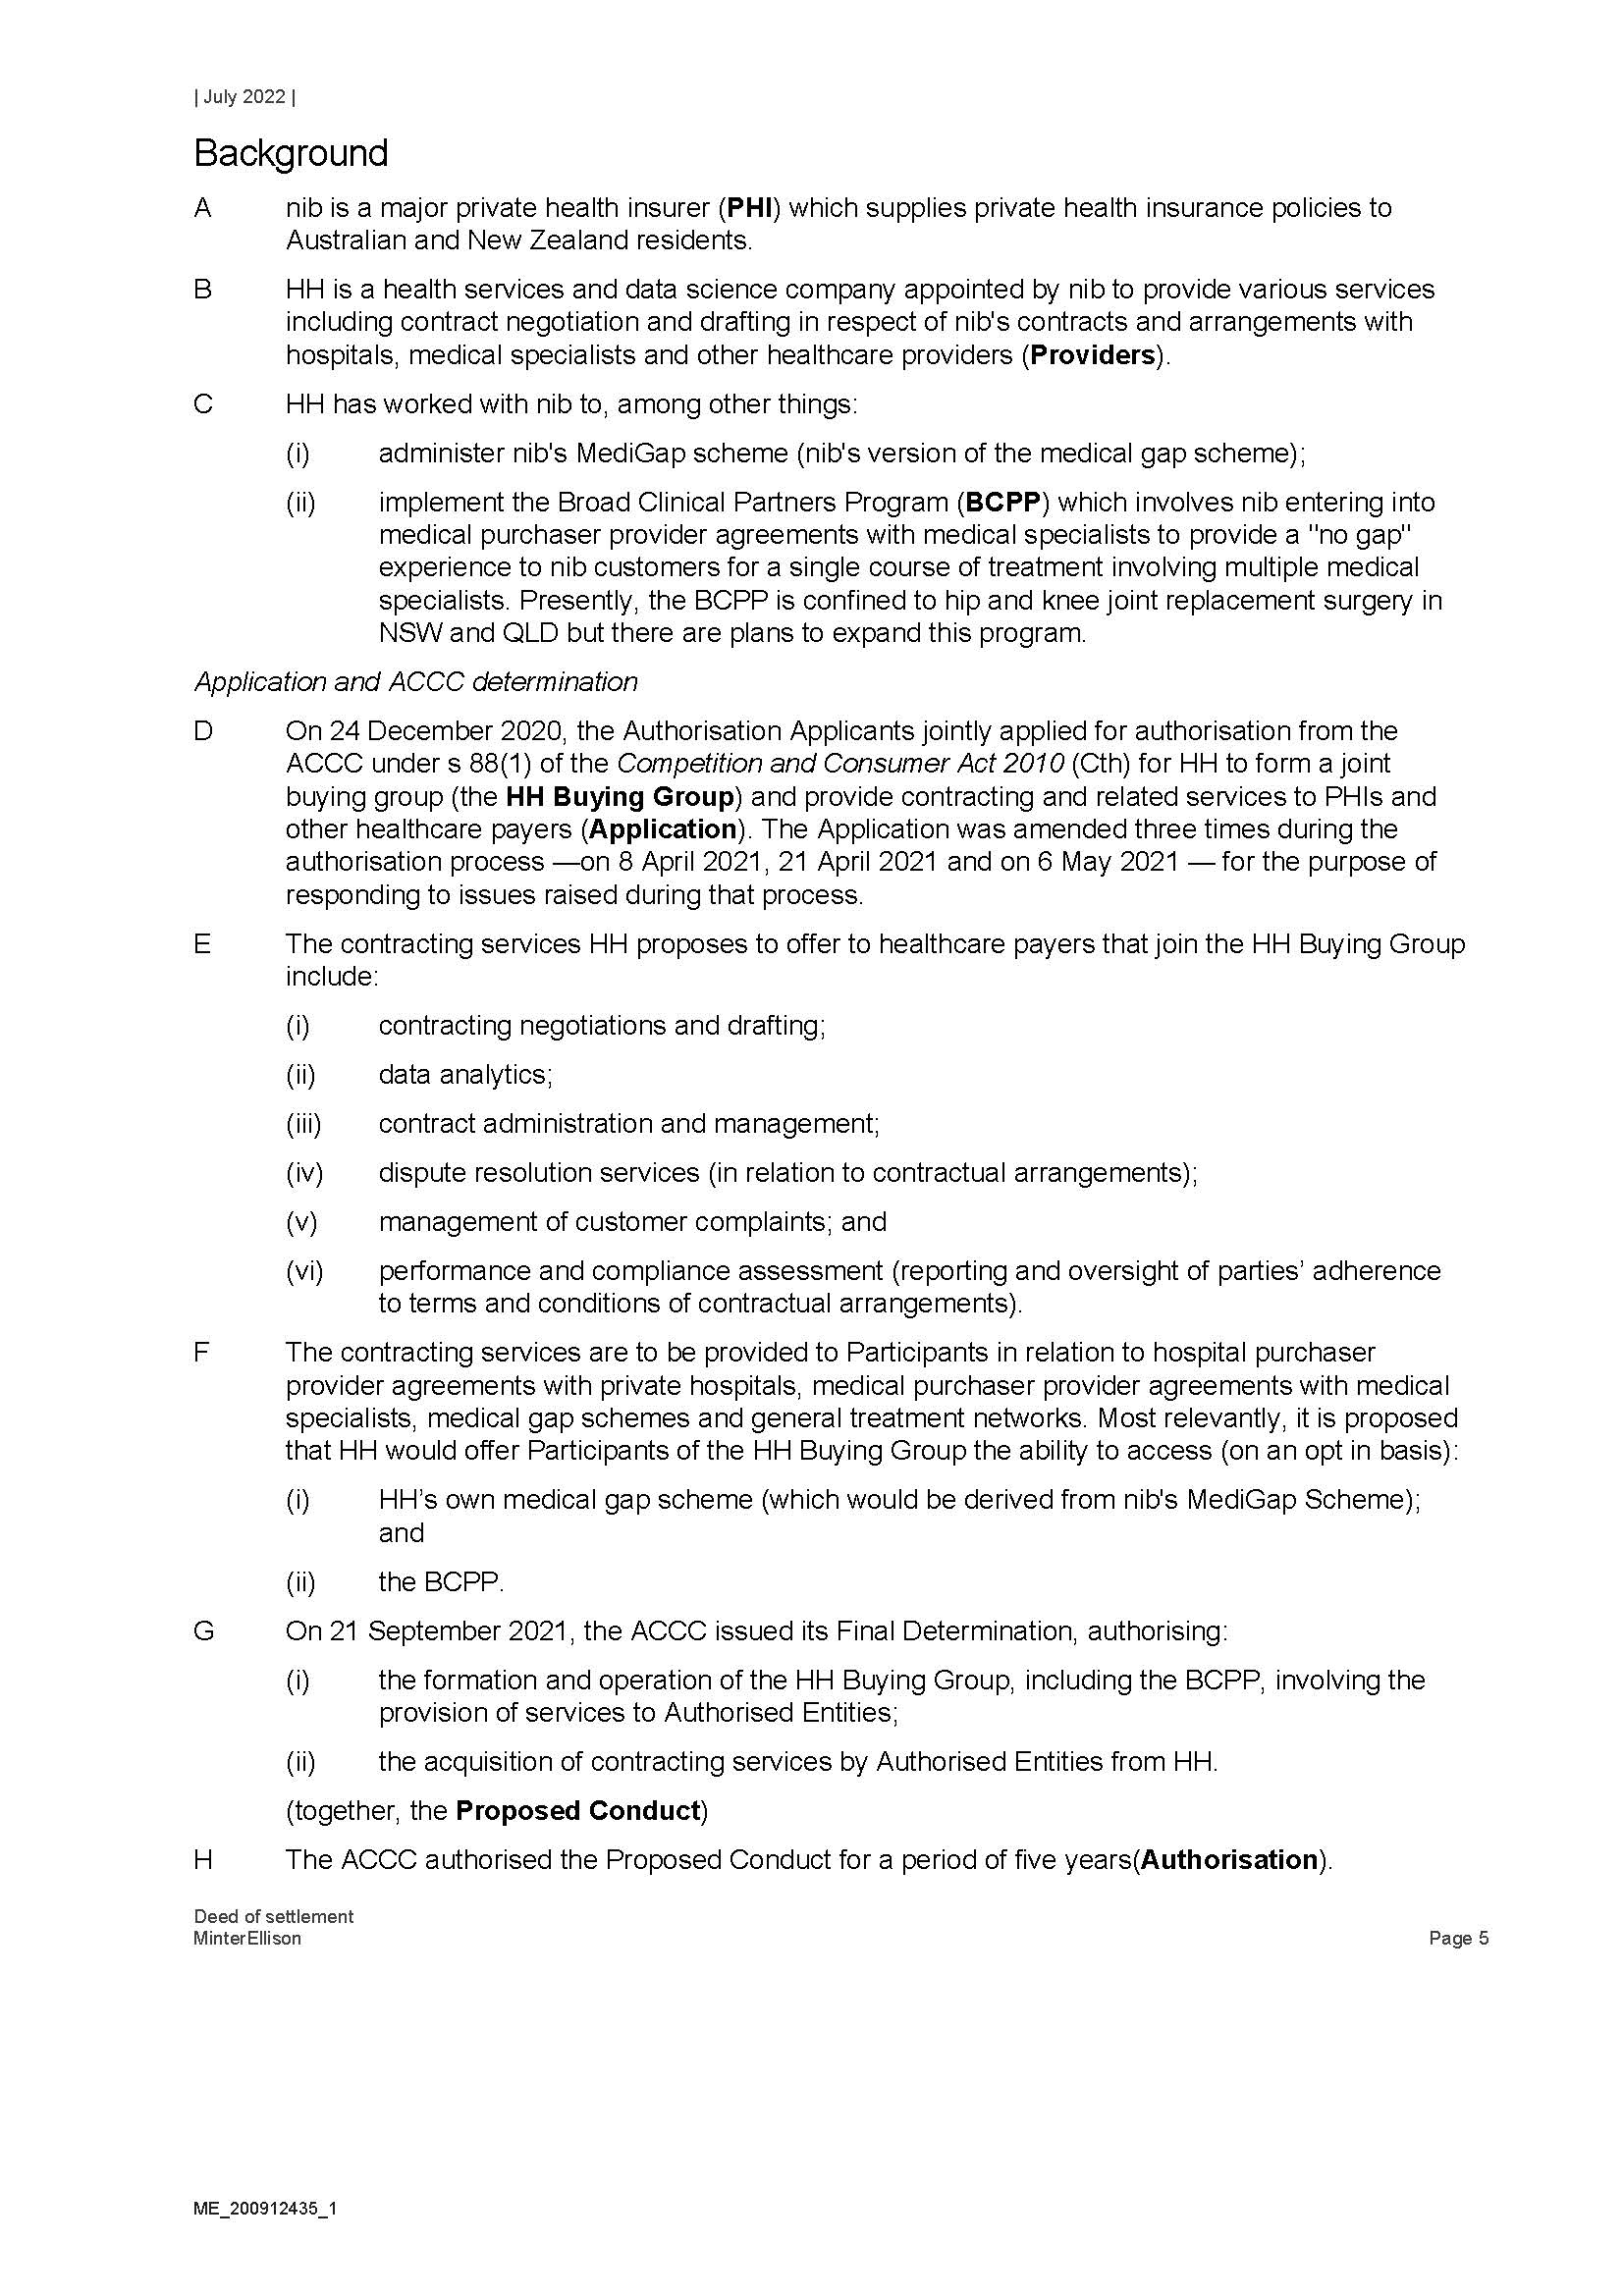 | July 2022 |
Background
A nib is a major private health insurer (PHI) which supplies private health insurance policies to
Australian and New Zealand residents.
B HH is a health services and data science company appointed by nib to provide various services
including contract negotiation and drafting in respect of nib's contracts and arrangements with
hospitals, medical specialists and other healthcare providers (Providers).
C HH has worked with nib to, among other things:
(i) administer nib's MediGap scheme (nib's version of the medical gap scheme);
(ii) implement the Broad Clinical Partners Program (BCPP) which involves nib entering into
medical purchaser provider agreements with medical specialists to provide a "no gap"
experience to nib customers for a single course of treatment involving multiple medical
specialists. Presently, the BCPP is confined to hip and knee joint replacement surgery in
NSW and QLD but there are plans to expand this program.
Application and ACCC determination
D On 24 December 2020, the Authorisation Applicants jointly applied for authorisation from the
ACCC under s 88(1) of the Competition and Consumer Act 2010 (Cth) for HH to form a joint
buying group (the HH Buying Group) and provide contracting and related services to PHIs and
other healthcare payers (Application). The Application was amended three times during the
authorisation process —on 8 April 2021, 21 April 2021 and on 6 May 2021 — for the purpose of
responding to issues raised during that process.
E The contracting services HH proposes to offer to healthcare payers that join the HH Buying Group
include:
(i) contracting negotiations and drafting;
(ii) data analytics;
(iii) contract administration and management;
(iv) dispute resolution services (in relation to contractual arrangements);
(v) management of customer complaints; and
(vi) performance and compliance assessment (reporting and oversight of parties’ adherence
to terms and conditions of contractual arrangements).
F The contracting services are to be provided to Participants in relation to hospital purchaser
provider agreements with private hospitals, medical purchaser provider agreements with medical
specialists, medical gap schemes and general treatment networks. Most relevantly, it is proposed
that HH would offer Participants of the HH Buying Group the ability to access (on an opt in basis):
(i) HH’s own medical gap scheme (which would be derived from nib's MediGap Scheme);
and
(ii) the BCPP.
G On 21 September 2021, the ACCC issued its Final Determination, authorising:
(i) the formation and operation of the HH Buying Group, including the BCPP, involving the
provision of services to Authorised Entities;
(ii) the acquisition of contracting services by Authorised Entities from HH.
(together, the Proposed Conduct)
H The ACCC authorised the Proposed Conduct for a period of five years(Authorisation).
Deed of settlement
MinterEllison Page 5
ME_200912435_1